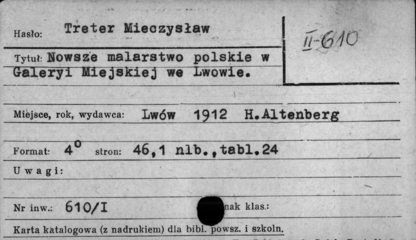 Hasło: Treter Mieczysław
II-610
Tytuł: Nowsze malarstwo polskie w
Galeryi Miejskiej we Lwowie.
Miejsce, rok, wydawca: Lwów 1912 H.Altenberg
Format: 4° stron: 46,1 nlb.,tabl.24
Uwagi:
Nr inw.: 610/I nak klas.:
Karta katalogowa (z nadrukiem) dla bibl. powsz. i szkoln.